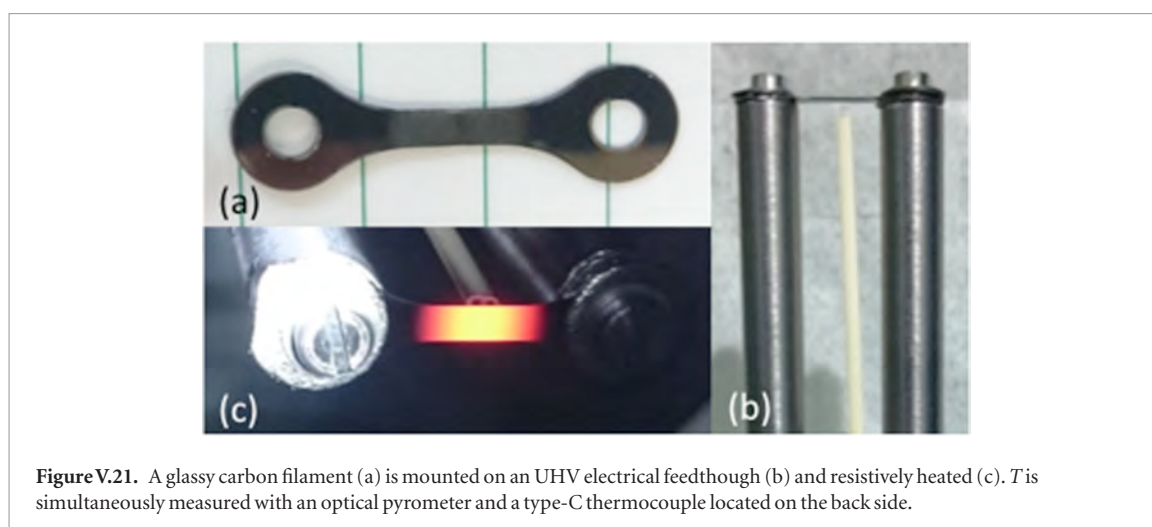 (a)
(b)
(c)
Figure V.21. A glassy carbon filament (a) is mounted on an UHV electrical feedthough (b) and resistively heated (c). T is
simultaneously measured with an optical pyrometer and a type-C thermocouple located on the back side.